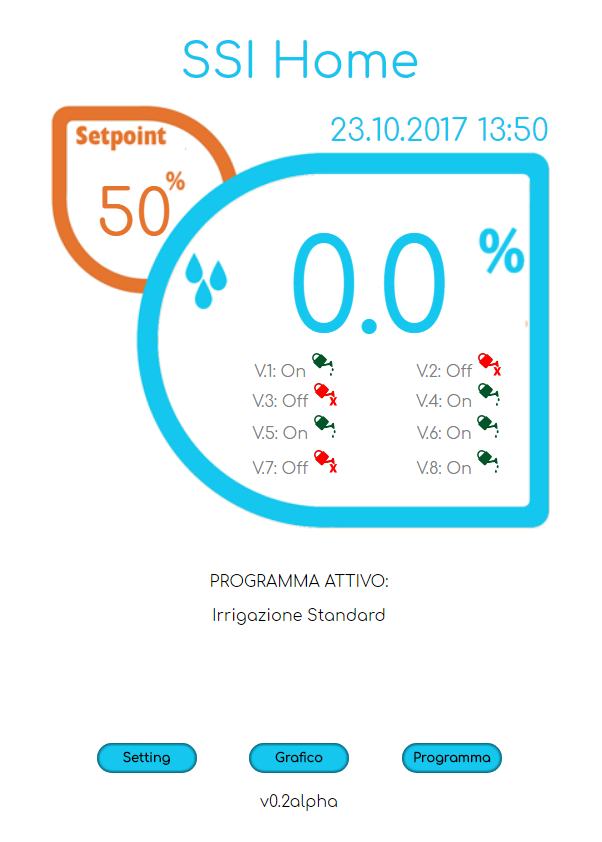 SSI Home
23.10.2017 13:50
Setpoint
50%
0.0 %
V.1: On V.2: Off
V.3: Off V.4: On
V.5: On V.6: On
V.7: Off V.8: On
PROGRAMMA ATTIVO:
Irrigazione Standard
Setting Grafico Programma
v0.2alpha